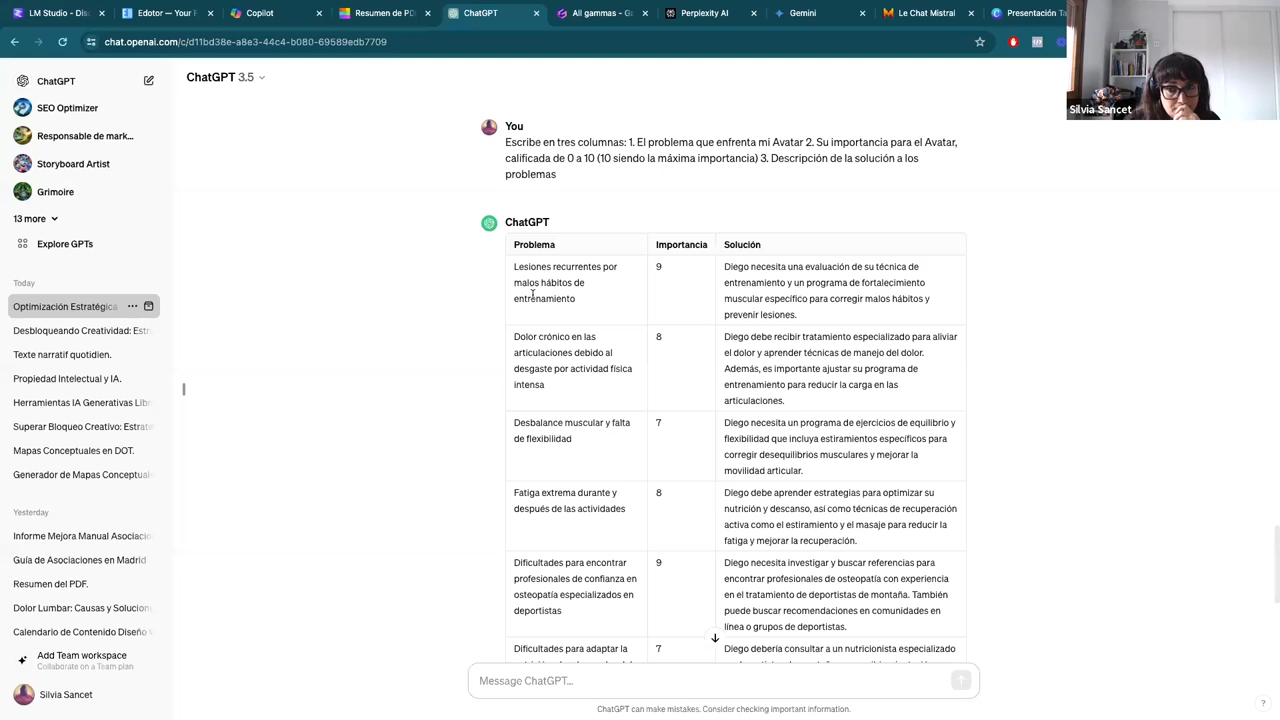 LM Studio - Disc
Editor — Your F
Copilot
Resumen de PD
ChatGPT
All gammas - Ga
Perplexity AI
Gemini
Le Chat Mistral
Presentación Ta
chat.openai.com/c/d11bd38e-a8e3-44c4-b080-69589edb7709
Silvia Sancet
ChatGPT
SEO Optimizer
Responsable de mark...
Storyboard Artist
Grimoire
13 more
Explore GPTs
Today
Optimización Estratégica
Desbloqueando Creatividad: Estr
Texte narratif quotidien.
Propiedad Intelectual y IA.
Herramientas IA Generativas Libr
Superar Bloqueo Creativo: Estrate
Mapas Conceptuales en DOT.
Generador de Mapas Conceptual
Yesterday
Informe Mejora Manual Asociacio
Guía de Asociaciones en Madrid
Resumen del PDF.
Dolor Lumbar: Causas y Solucion
Calendario de Contenido Diseño
Add Team workspace
Collaborate on a Team plan
Silvia Sancet
ChatGPT 3.5
You
Escribe en tres columnas: 1. El problema que enfrenta mi Avatar 2. Su importancia para el Avatar,
calificada de 0 a 10 (10 siendo la máxima importancia) 3. Descripción de la solución a los
problemas
ChatGPT
Problema
Importancia
Solución
Lesiones recurrentes por
malos hábitos de
entrenamiento
9
Diego necesita una evaluación de su técnica de
entrenamiento y un programa de fortalecimiento
muscular específico para corregir malos hábitos y
prevenir lesiones.
Dolor crónico en las
articulaciones debido al
desgaste por actividad física
intensa
8
Diego debe recibir tratamiento especializado para aliviar
el dolor y aprender técnicas de manejo del dolor.
Además, es importante ajustar su programa de
entrenamiento para reducir la carga en las
articulaciones.
Desbalance muscular y falta
de flexibilidad
7
Diego necesita un programa de ejercicios de equilibrio y
flexibilidad que incluya estiramientos específicos para
corregir desequilibrios musculares y mejorar la
movilidad articular.
Fatiga extrema durante y
después de las actividades
8
Diego debe aprender estrategias para optimizar su
nutrición y descanso, así como técnicas de recuperación
activa como el estiramiento y el masaje para reducir la
fatiga y mejorar la recuperación.
Dificultades para encontrar
profesionales de confianza en
osteopatía especializados en
deportistas
9
Diego necesita investigar y buscar referencias para
encontrar profesionales de osteopatía con experiencia
en el tratamiento de deportistas de montaña. También
puede buscar recomendaciones en comunidades en
línea o grupos de deportistas.
Dificultades para adaptar la
7
Diego debería consultar a un nutricionista especializado
Message ChatGPT...
ChatGPT can make mistakes. Consider checking important information.
?